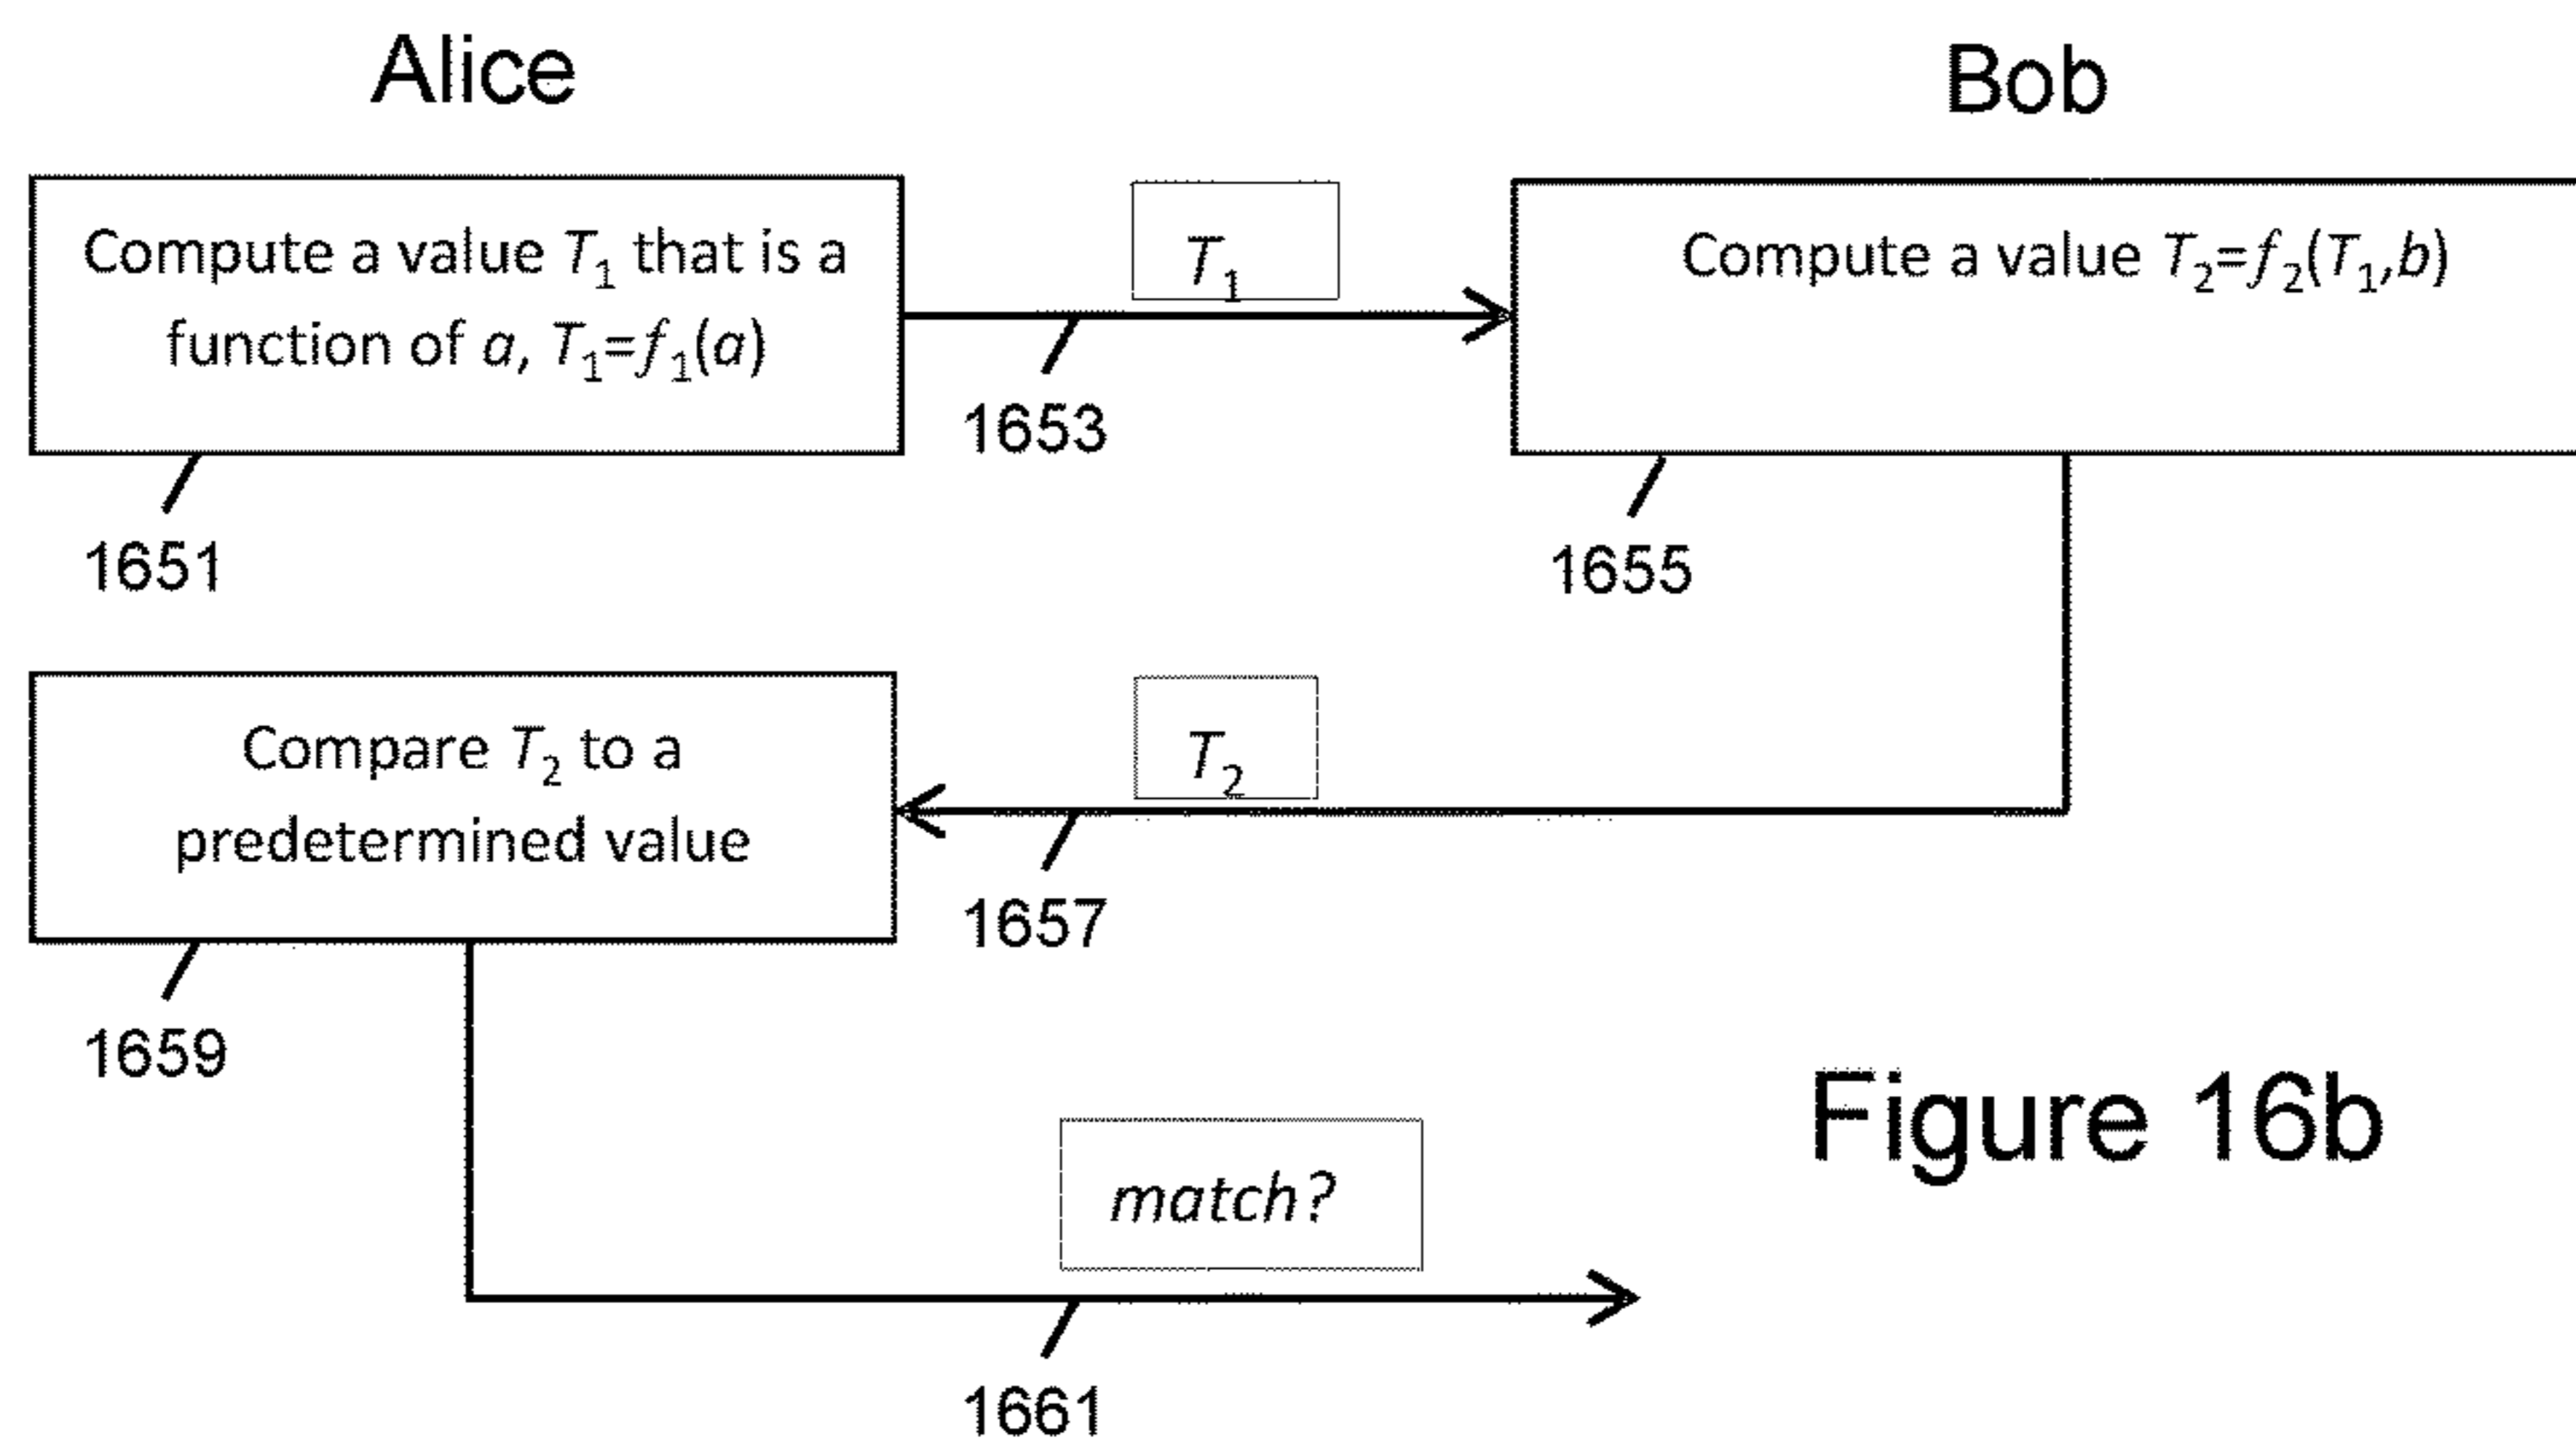 Alice
Bob
Compute a value T₁ that is a
function of a, T₁=f₁(a)
T₁
Compute a value T₂=f₂(T₁,b)
1653
1651
1655
Compare T₂ to a
predetermined value
T₂
1657
1659
Figure 16b
match?
1661